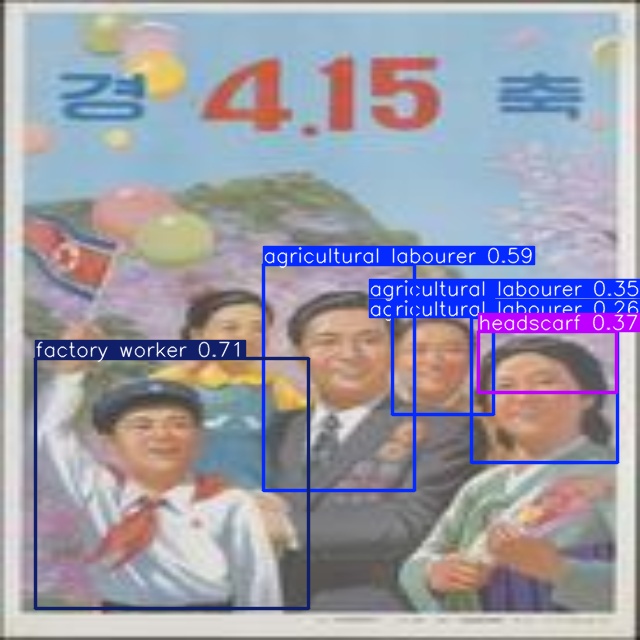 경 4.15 축
agricultural labourer 0.59
agricultural labourer 0.35
agricultural labourer 0.26
headscarf 0.37
factory worker 0.71